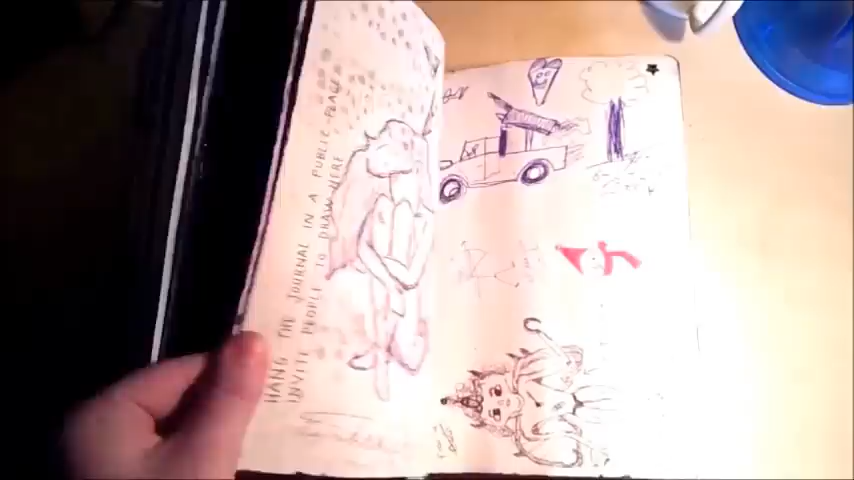 HANG THE JOURNAL IN A PUBLIC PLACE
INVITE PEOPLE TO DRAW HERE